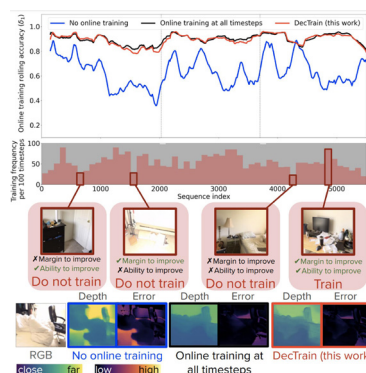 No online training
Online training at all timesteps
DecTrain (this work)
Online training rolling accuracy (δ₁)
1.0
0.8
0.6
0.4
0.2
Training frequency
per 100 timesteps
100
50
0
0
1000
2000
3000
4000
5000
Sequence index
✗Margin to improve
✓Ability to improve
Do not train
✓Margin to improve
✗Ability to improve
Do not train
✗Margin to improve
✗Ability to improve
Do not train
✓Margin to improve
✓Ability to improve
Train
Depth Error
Depth Error
Depth Error
RGB
No online training
Online training at
all timesteps
DecTrain (this work
close far
low high